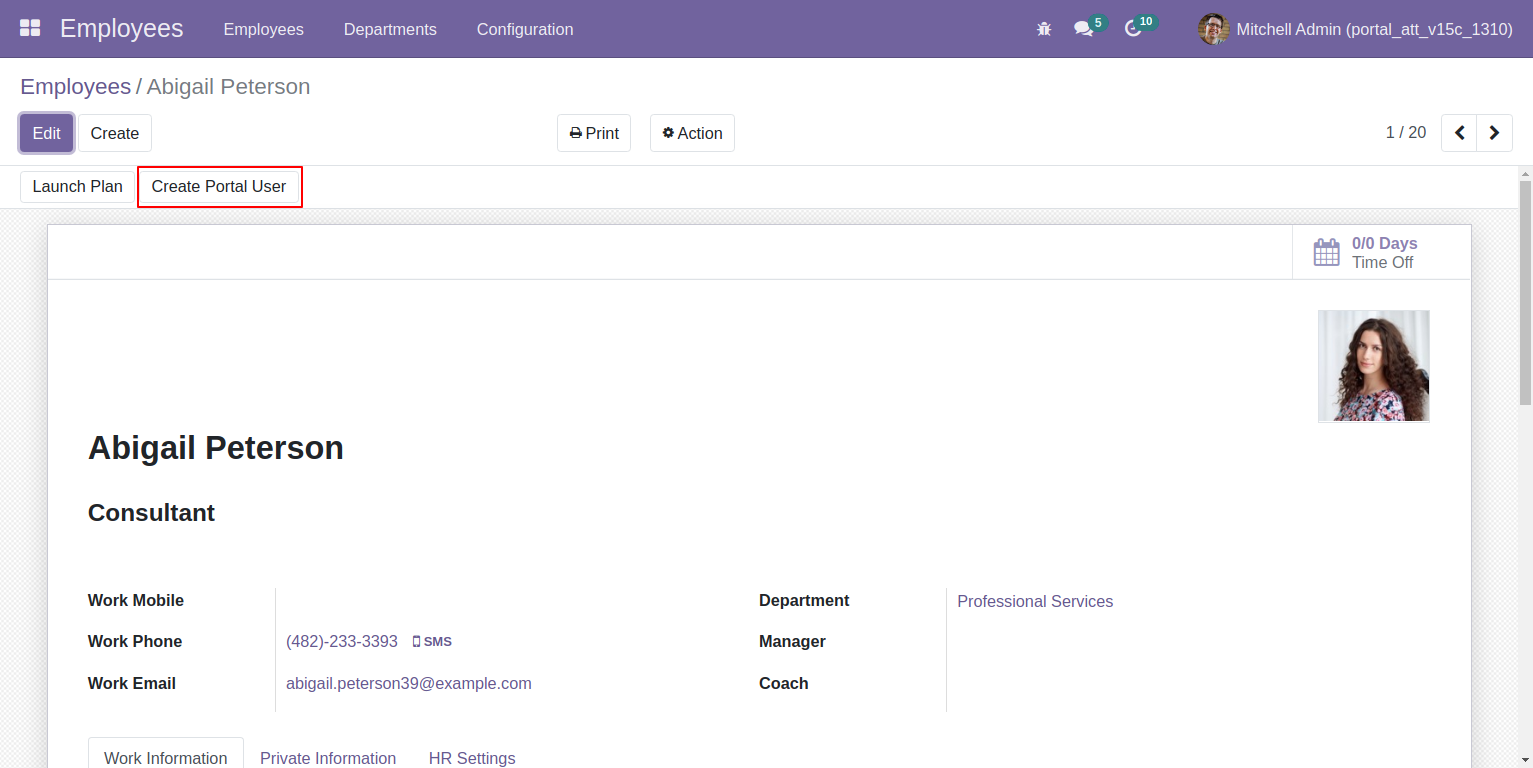 Employees Employees Departments Configuration 5 10 Mitchell Admin (portal_att_v15c_1310)
Employees / Abigail Peterson
Edit Create Print Action 1 / 20
Launch Plan Create Portal User
0/0 Days
Time Off
Abigail Peterson
Consultant
Work Mobile Department Professional Services
Work Phone (482)-233-3393 SMS Manager
Work Email abigail.peterson39@example.com Coach
Work Information Private Information HR Settings